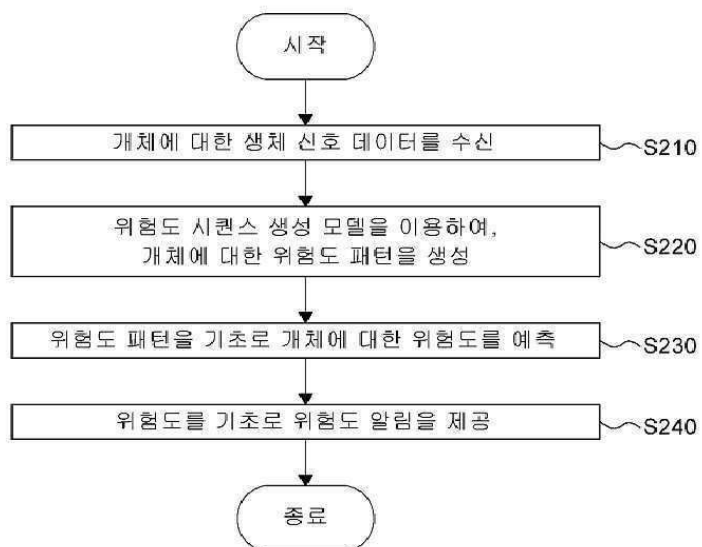 시작
개체에 대한 생체 신호 데이터를 수신
S210
위험도 시퀀스 생성 모델을 이용하여,
개체에 대한 위험도 패턴을 생성
S220
위험도 패턴을 기초로 개체에 대한 위험도를 예측
S230
위험도를 기초로 위험도 알림을 제공
S240
종료